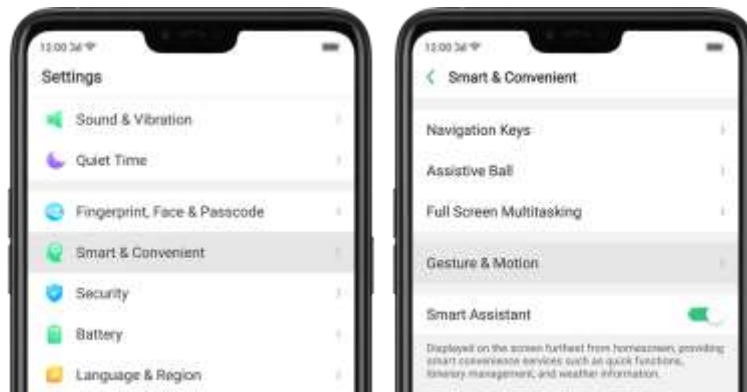 12:00
Settings
Sound & Vibration
Quiet Time
Fingerprint, Face & Passcode
Smart & Convenient
Security
Battery
Language & Region
12:00
Smart & Convenient
Navigation Keys
Assistive Ball
Full Screen Multitasking
Gesture & Motion
Smart Assistant
Displayed on the screen furthest from homescreen, providing
smart convenience services such as quick functions,
itinerary management, and weather information.